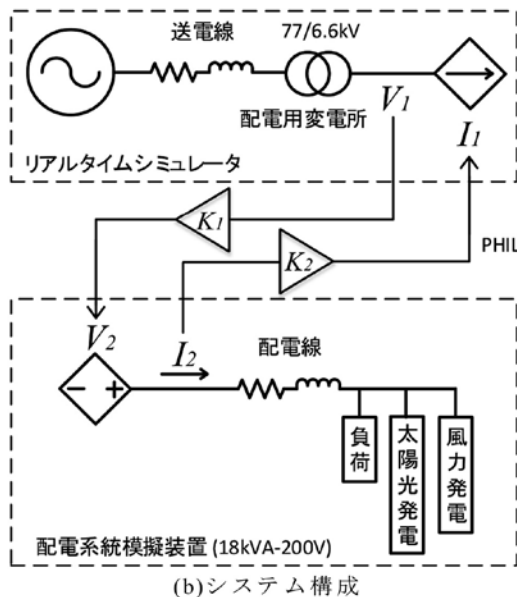 送電線
77/6.6kV
配電用変電所
V1
I1
リアルタイムシミュレータ
K1
K2
PHIL
V2
I2
配電線
負荷
太陽光発電
風力発電
配電系統模擬装置(18kVA-200V)
(b)システム構成